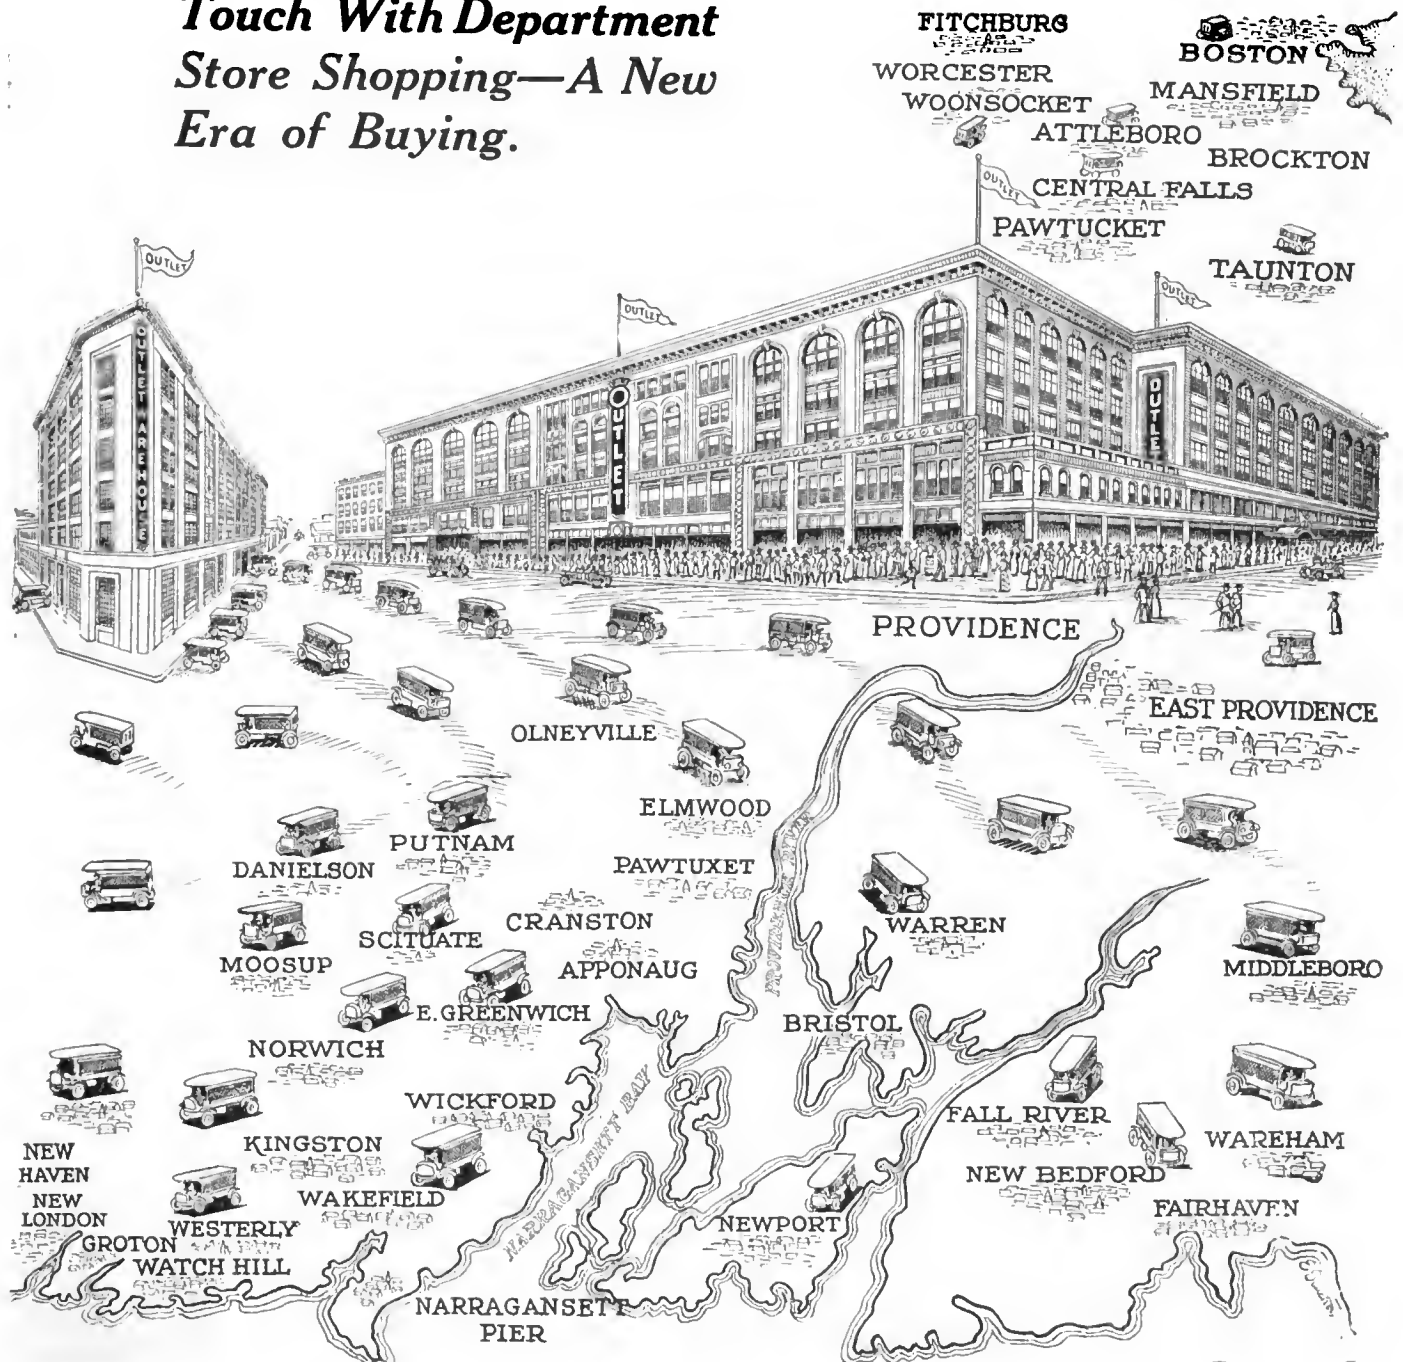 Touch With Department
Store Shopping—A New
Era of Buying.
FITCHBURG
BOSTON
WORCESTER
MANSFIELD
WOONSOCKET
ATTLEBORO
BROCKTON
OUTLET
CENTRAL FALLS
PAWTUCKET
TAUNTON
OUTLET
OUTLET
OUTLET
OUTLET WAREHOUSE
OUTLET
OUTLET
PROVIDENCE
EAST PROVIDENCE
OLNEYVILLE
ELMWOOD
PUTNAM
DANIELSON
PAWTUXET
PROVIDENCE RIVER
CRANSTON
WARREN
SCITUATE
MOOSUP
APPONAUG
MIDDLEBORO
E. GREENWICH
BRISTOL
NORWICH
WICKFORD
NARRAGANSETT BAY
FALL RIVER
KINGSTON
WAREHAM
NEW
HAVEN
NEW BEDFORD
WAKEFIELD
NEW
LONDON
FAIRHAVEN
WESTERLY
NEWPORT
GROTON
WATCH HILL
NARRAGANSETT
PIER